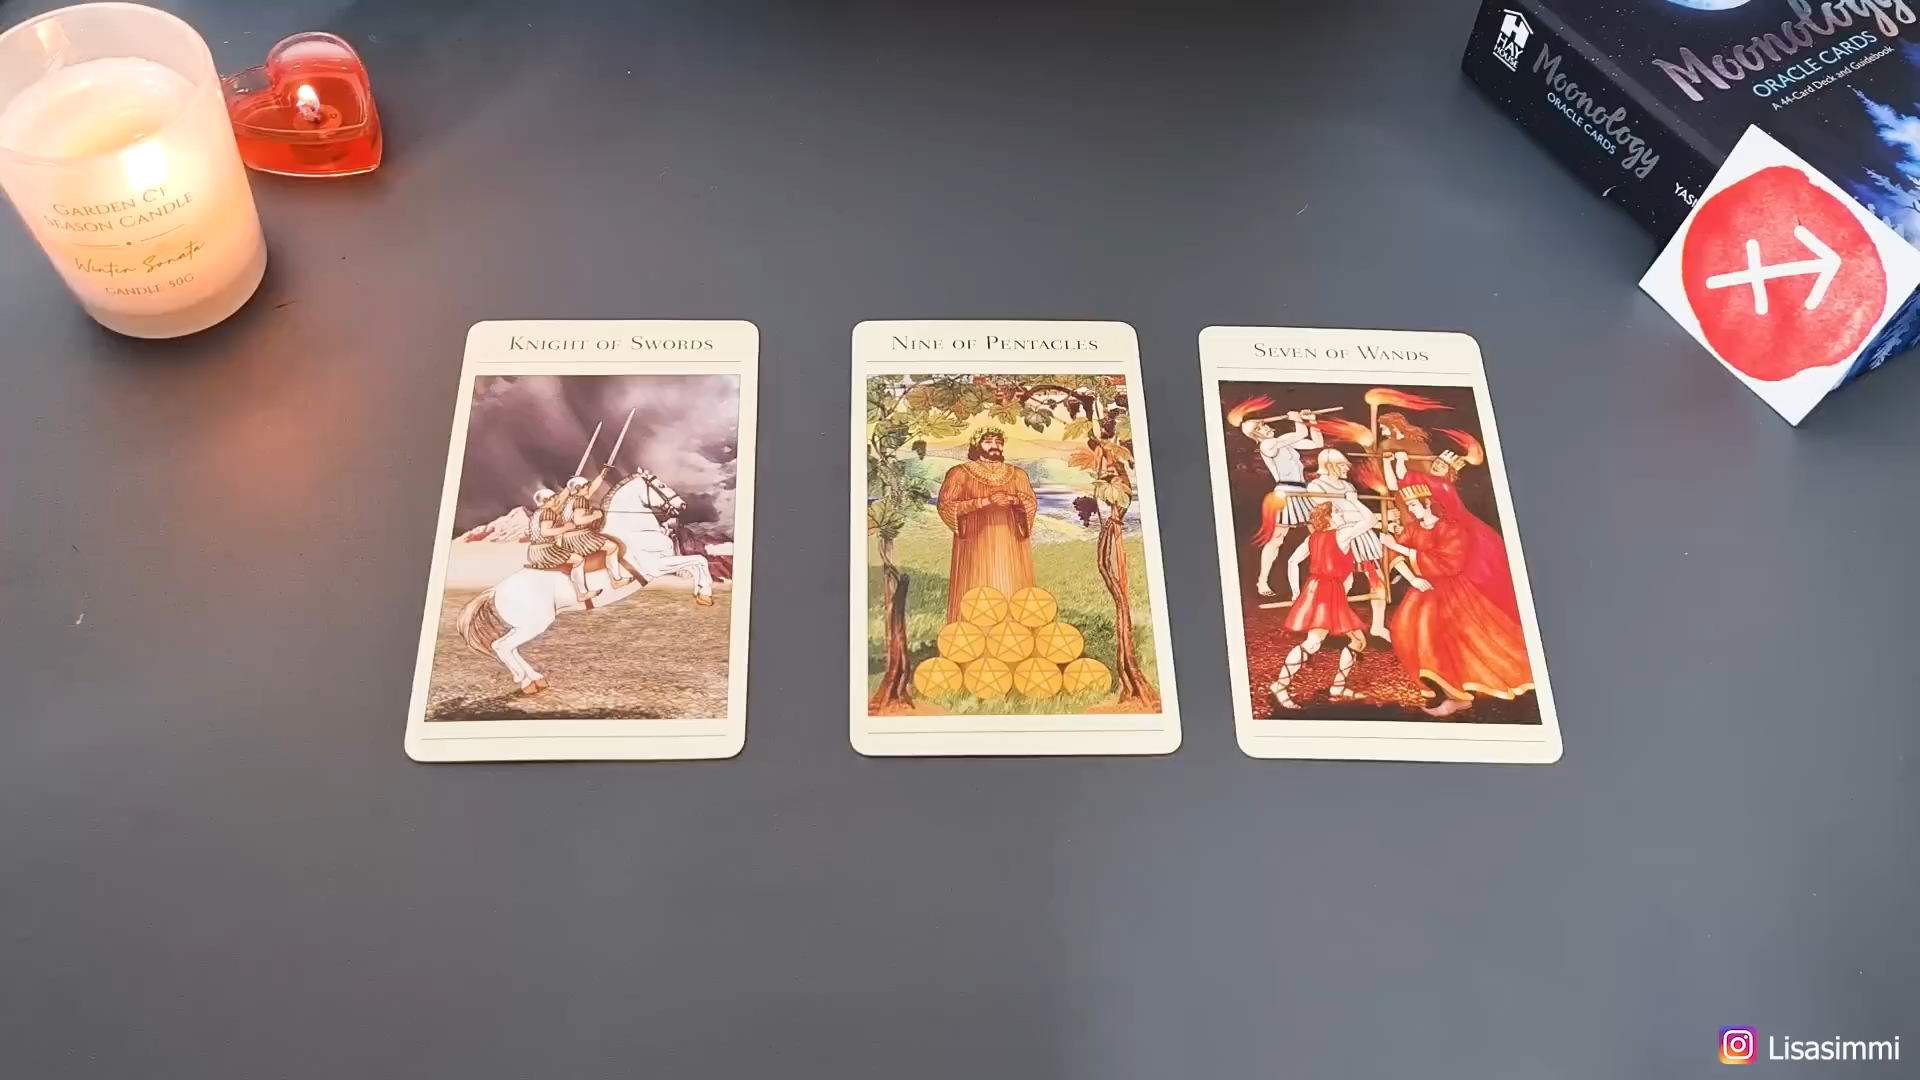 GARDEN OF
SEASON CANDLE
Winter Sonata
CANDLE 50G
HAY
HOUSE
Moonology
ORACLE CARDS
Moonology
ORACLE CARDS
A 44-Card Deck and Guidebook
KNIGHT OF SWORDS
NINE OF PENTACLES
SEVEN OF WANDS
Lisasimmi